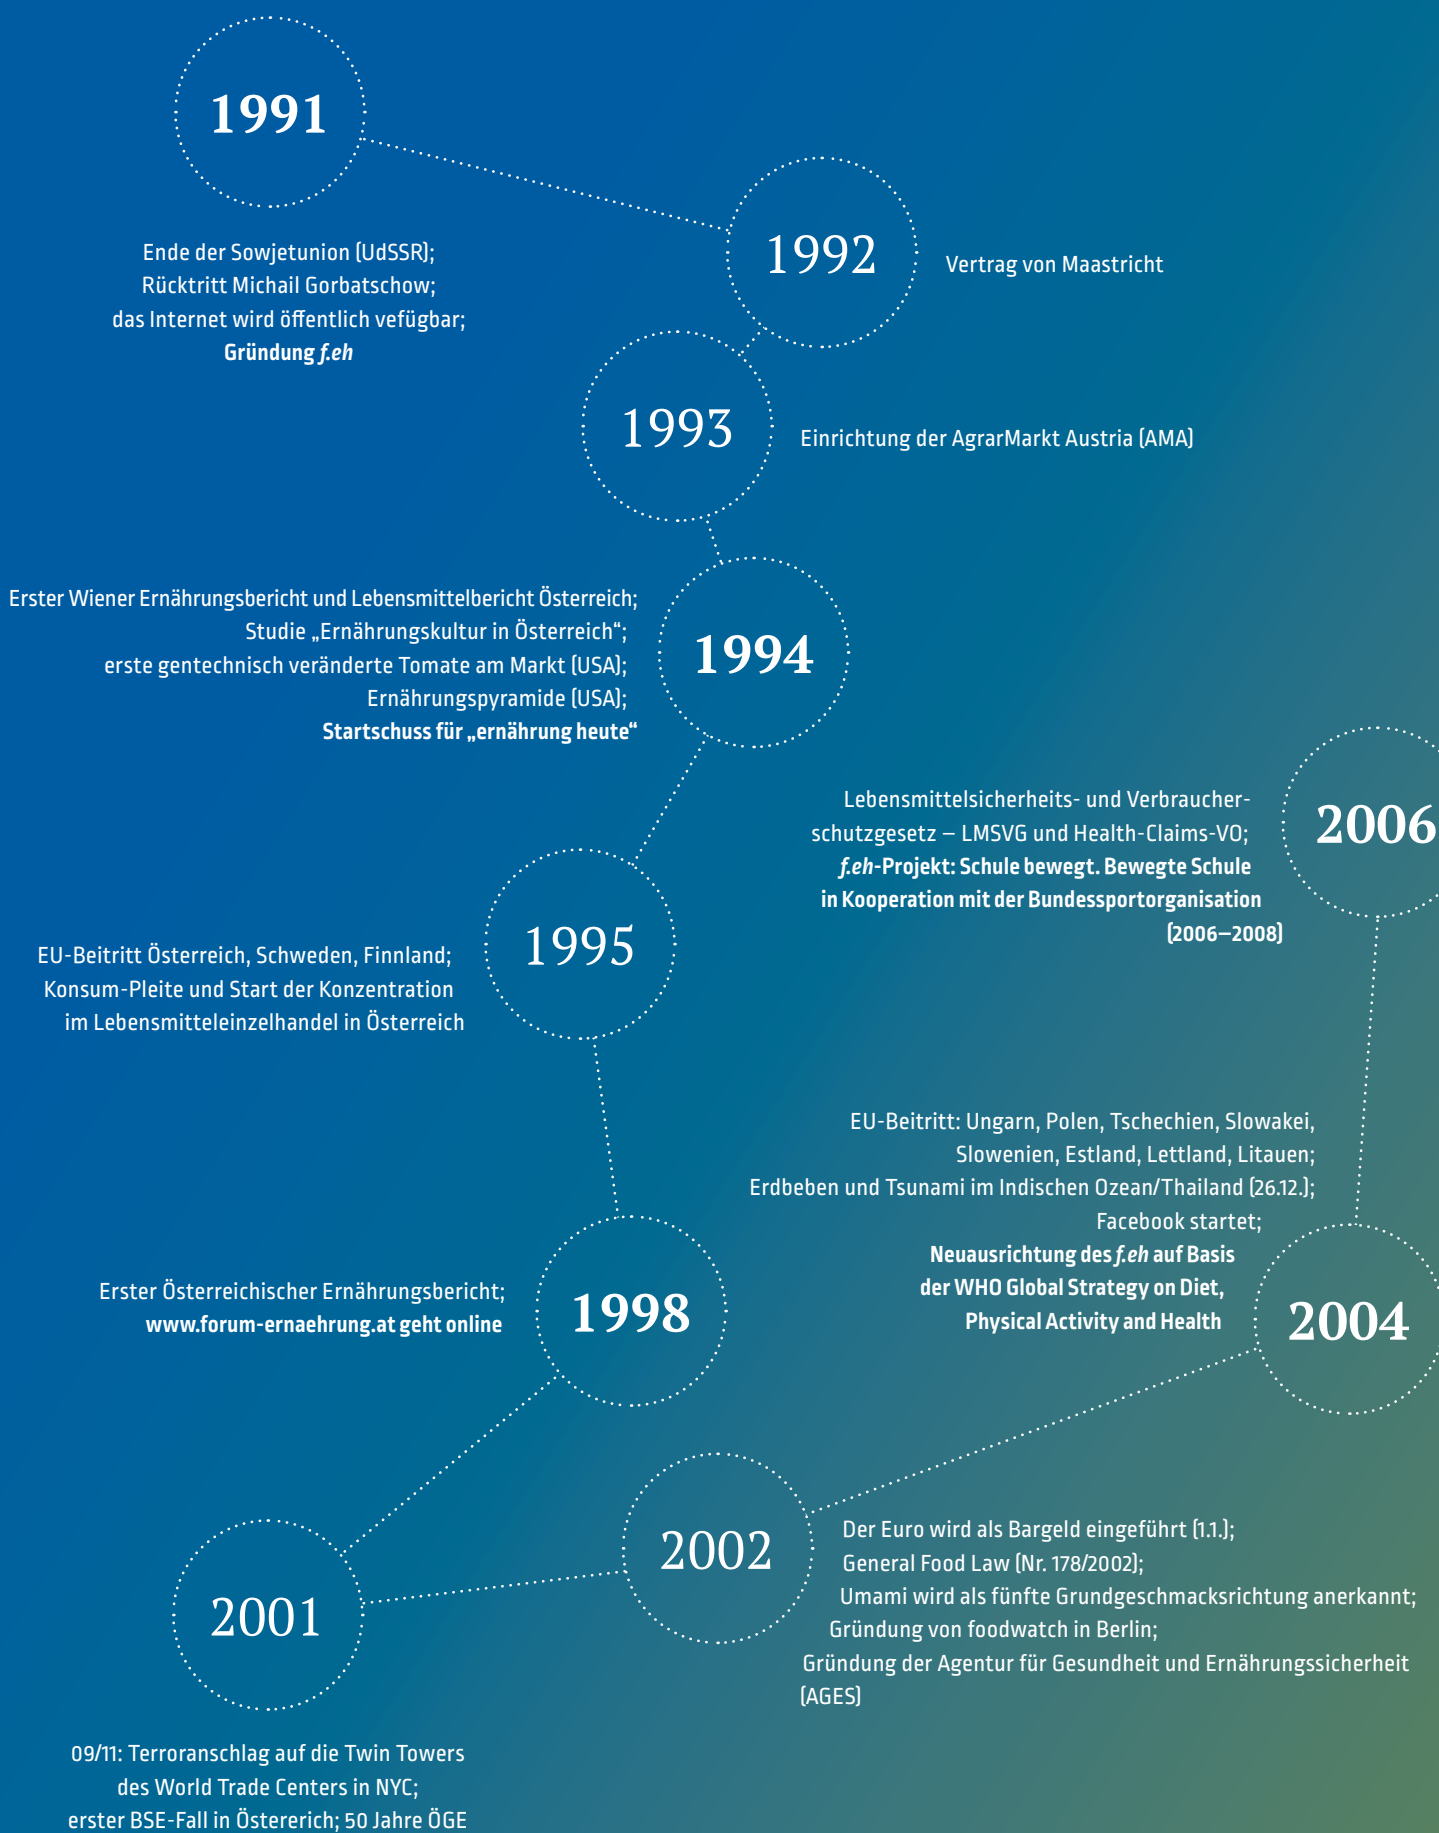 1991
Ende der Sowjetunion (UdSSR);
Rücktritt Michail Gorbatschow;
das Internet wird öffentlich vefügbar;
Gründung f.eh
1992
Vertrag von Maastricht
1993
Einrichtung der AgrarMarkt Austria (AMA)
1994
Erster Wiener Ernährungsbericht und Lebensmittelbericht Österreich;
Studie „Ernährungskultur in Österreich“;
erste gentechnisch veränderte Tomate am Markt (USA);
Ernährungspyramide (USA);
Startschuss für „ernährung heute“
1995
EU-Beitritt Österreich, Schweden, Finnland;
Konsum-Pleite und Start der Konzentration
im Lebensmitteleinzelhandel in Österreich
1998
Erster Österreichischer Ernährungsbericht;
www.forum-ernaehrung.at geht online
2001
09/11: Terroranschlag auf die Twin Towers
des World Trade Centers in NYC;
erster BSE-Fall in Östererich; 50 Jahre ÖGE
2002
Der Euro wird als Bargeld eingeführt (1.1.);
General Food Law (Nr. 178/2002);
Umami wird als fünfte Grundgeschmacksrichtung anerkannt;
Gründung von foodwatch in Berlin;
Gründung der Agentur für Gesundheit und Ernährungssicherheit
(AGES)
2004
EU-Beitritt: Ungarn, Polen, Tschechien, Slowakei,
Slowenien, Estland, Lettland, Litauen;
Erdbeben und Tsunami im Indischen Ozean/Thailand (26.12.);
Facebook startet;
Neuausrichtung des f.eh auf Basis
der WHO Global Strategy on Diet,
Physical Activity and Health
2006
Lebensmittelsicherheits- und Verbraucher-
schutzgesetz – LMSVG und Health-Claims-VO;
f.eh-Projekt: Schule bewegt. Bewegte Schule
in Kooperation mit der Bundessportorganisation
(2006–2008)